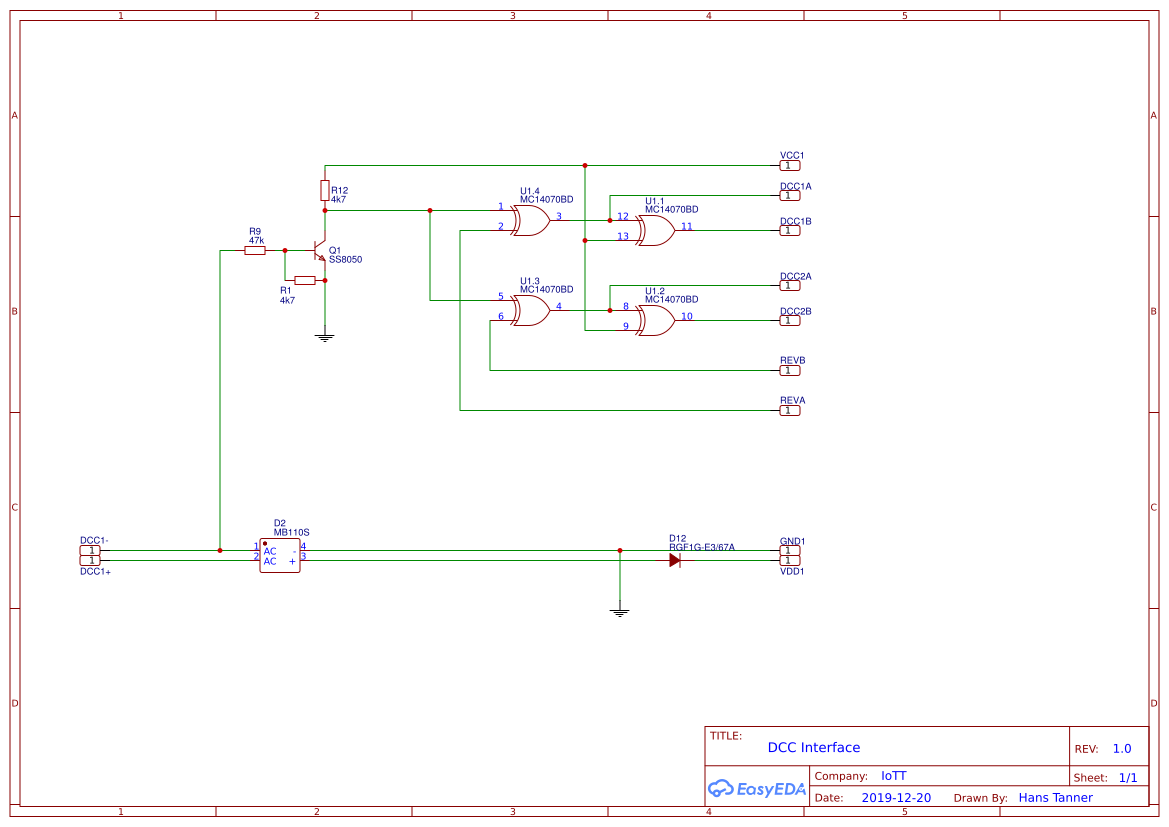 1 2 3 4 5
A A
VCC1
1
DCC1A
1
R12
4k7
U1.4
MC14070BD
1
2
3
U1.1
MC14070BD
12
13
11
DCC1B
1
R9
47k
Q1
SS8050
R1
4k7
U1.3
MC14070BD
5
6
4
U1.2
MC14070BD
8
9
10
DCC2A
1
DCC2B
1
B B
REVB
1
REVA
1
C C
D2
MB110S
DCC1-
1
1
DCC1+
1 AC - 4
2 AC + 3
D12
RGF1G-E3/67A
GND1
1
1
VDD1
D D
TITLE:
DCC Interface
REV: 1.0
EasyEDA
Company: IoTT
Sheet: 1/1
Date: 2019-12-20 Drawn By: Hans Tanner
1 2 3 4 5